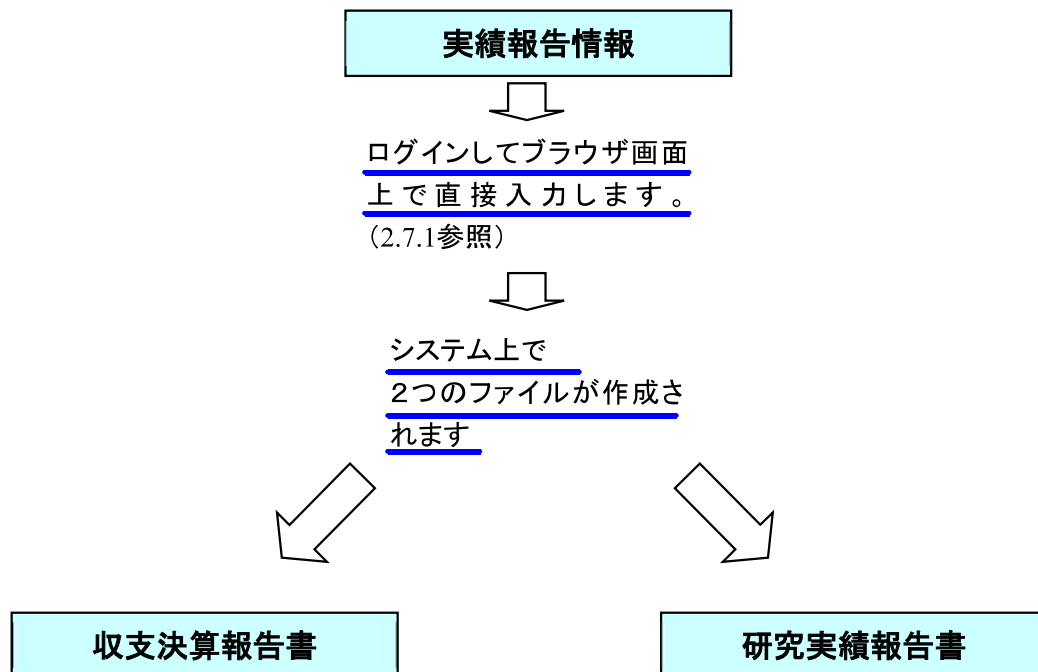 実績報告情報
ログインしてブラウザ画面
上で直接入力します。
（2.7.1参照）
システム上で
２つのファイルが作成さ
れます
収支決算報告書
研究実績報告書